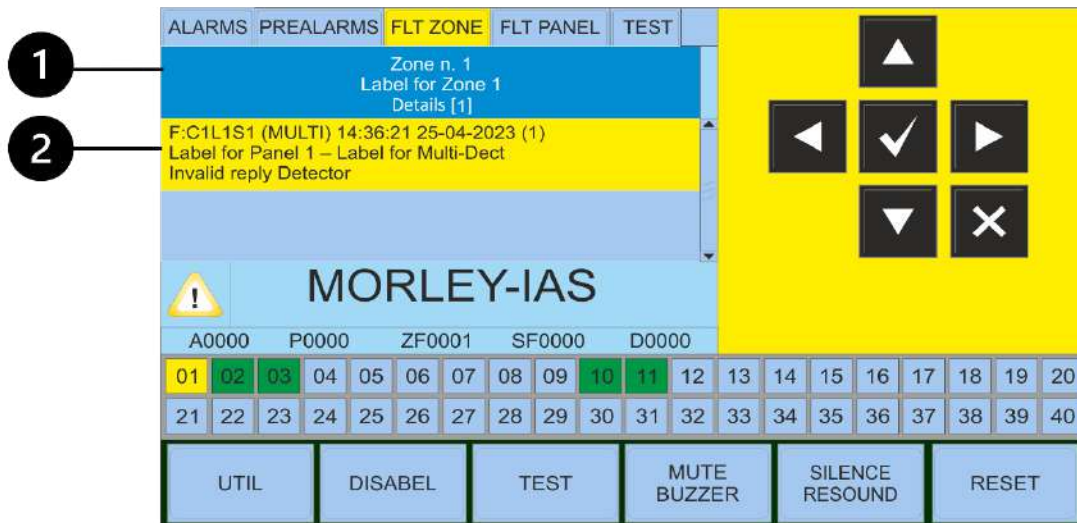 ALARMS PREALARMS FLT ZONE FLT PANEL TEST
1
Zone n. 1
Label for Zone 1
Details [1]
2
F:C1L1S1 (MULTI) 14:36:21 25-04-2023 (1)
Label for Panel 1 – Label for Multi-Dect
Invalid reply Detector
MORLEY-IAS
A0000 P0000 ZF0001 SF0000 D0000
01 02 03 04 05 06 07 08 09 10 11 12 13 14 15 16 17 18 19 20
21 22 23 24 25 26 27 28 29 30 31 32 33 34 35 36 37 38 39 40
UTIL DISABEL TEST MUTE BUZZER SILENCE RESOUND RESET